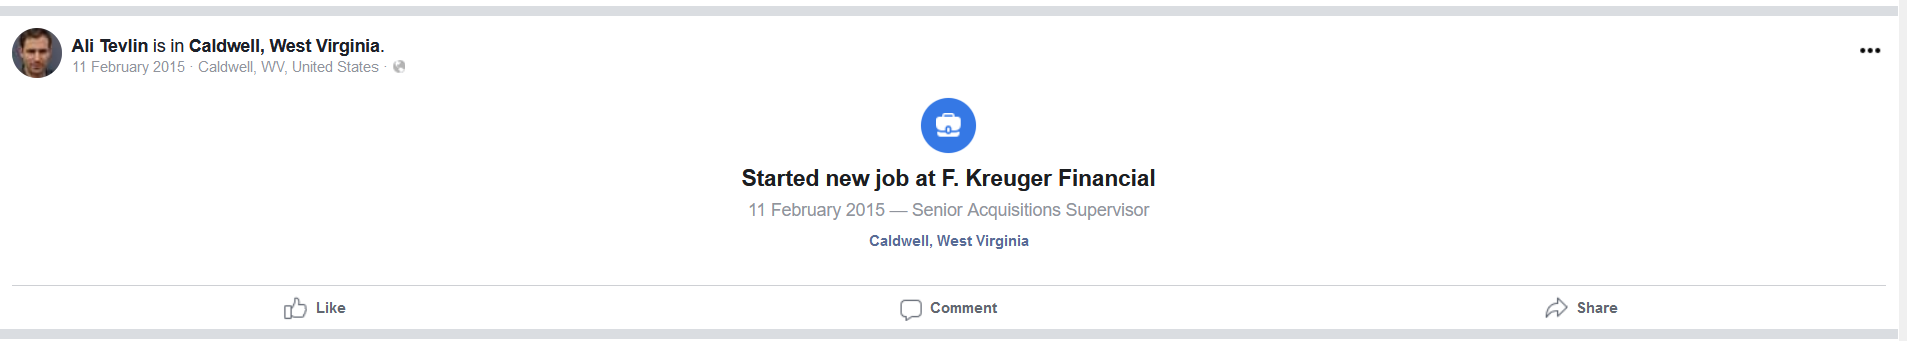 Ali Tevlin is in Caldwell, West Virginia.
11 February 2015 · Caldwell, WV, United States ·
Started new job at F. Kreuger Financial
11 February 2015 — Senior Acquisitions Supervisor
Caldwell, West Virginia
Like Comment Share